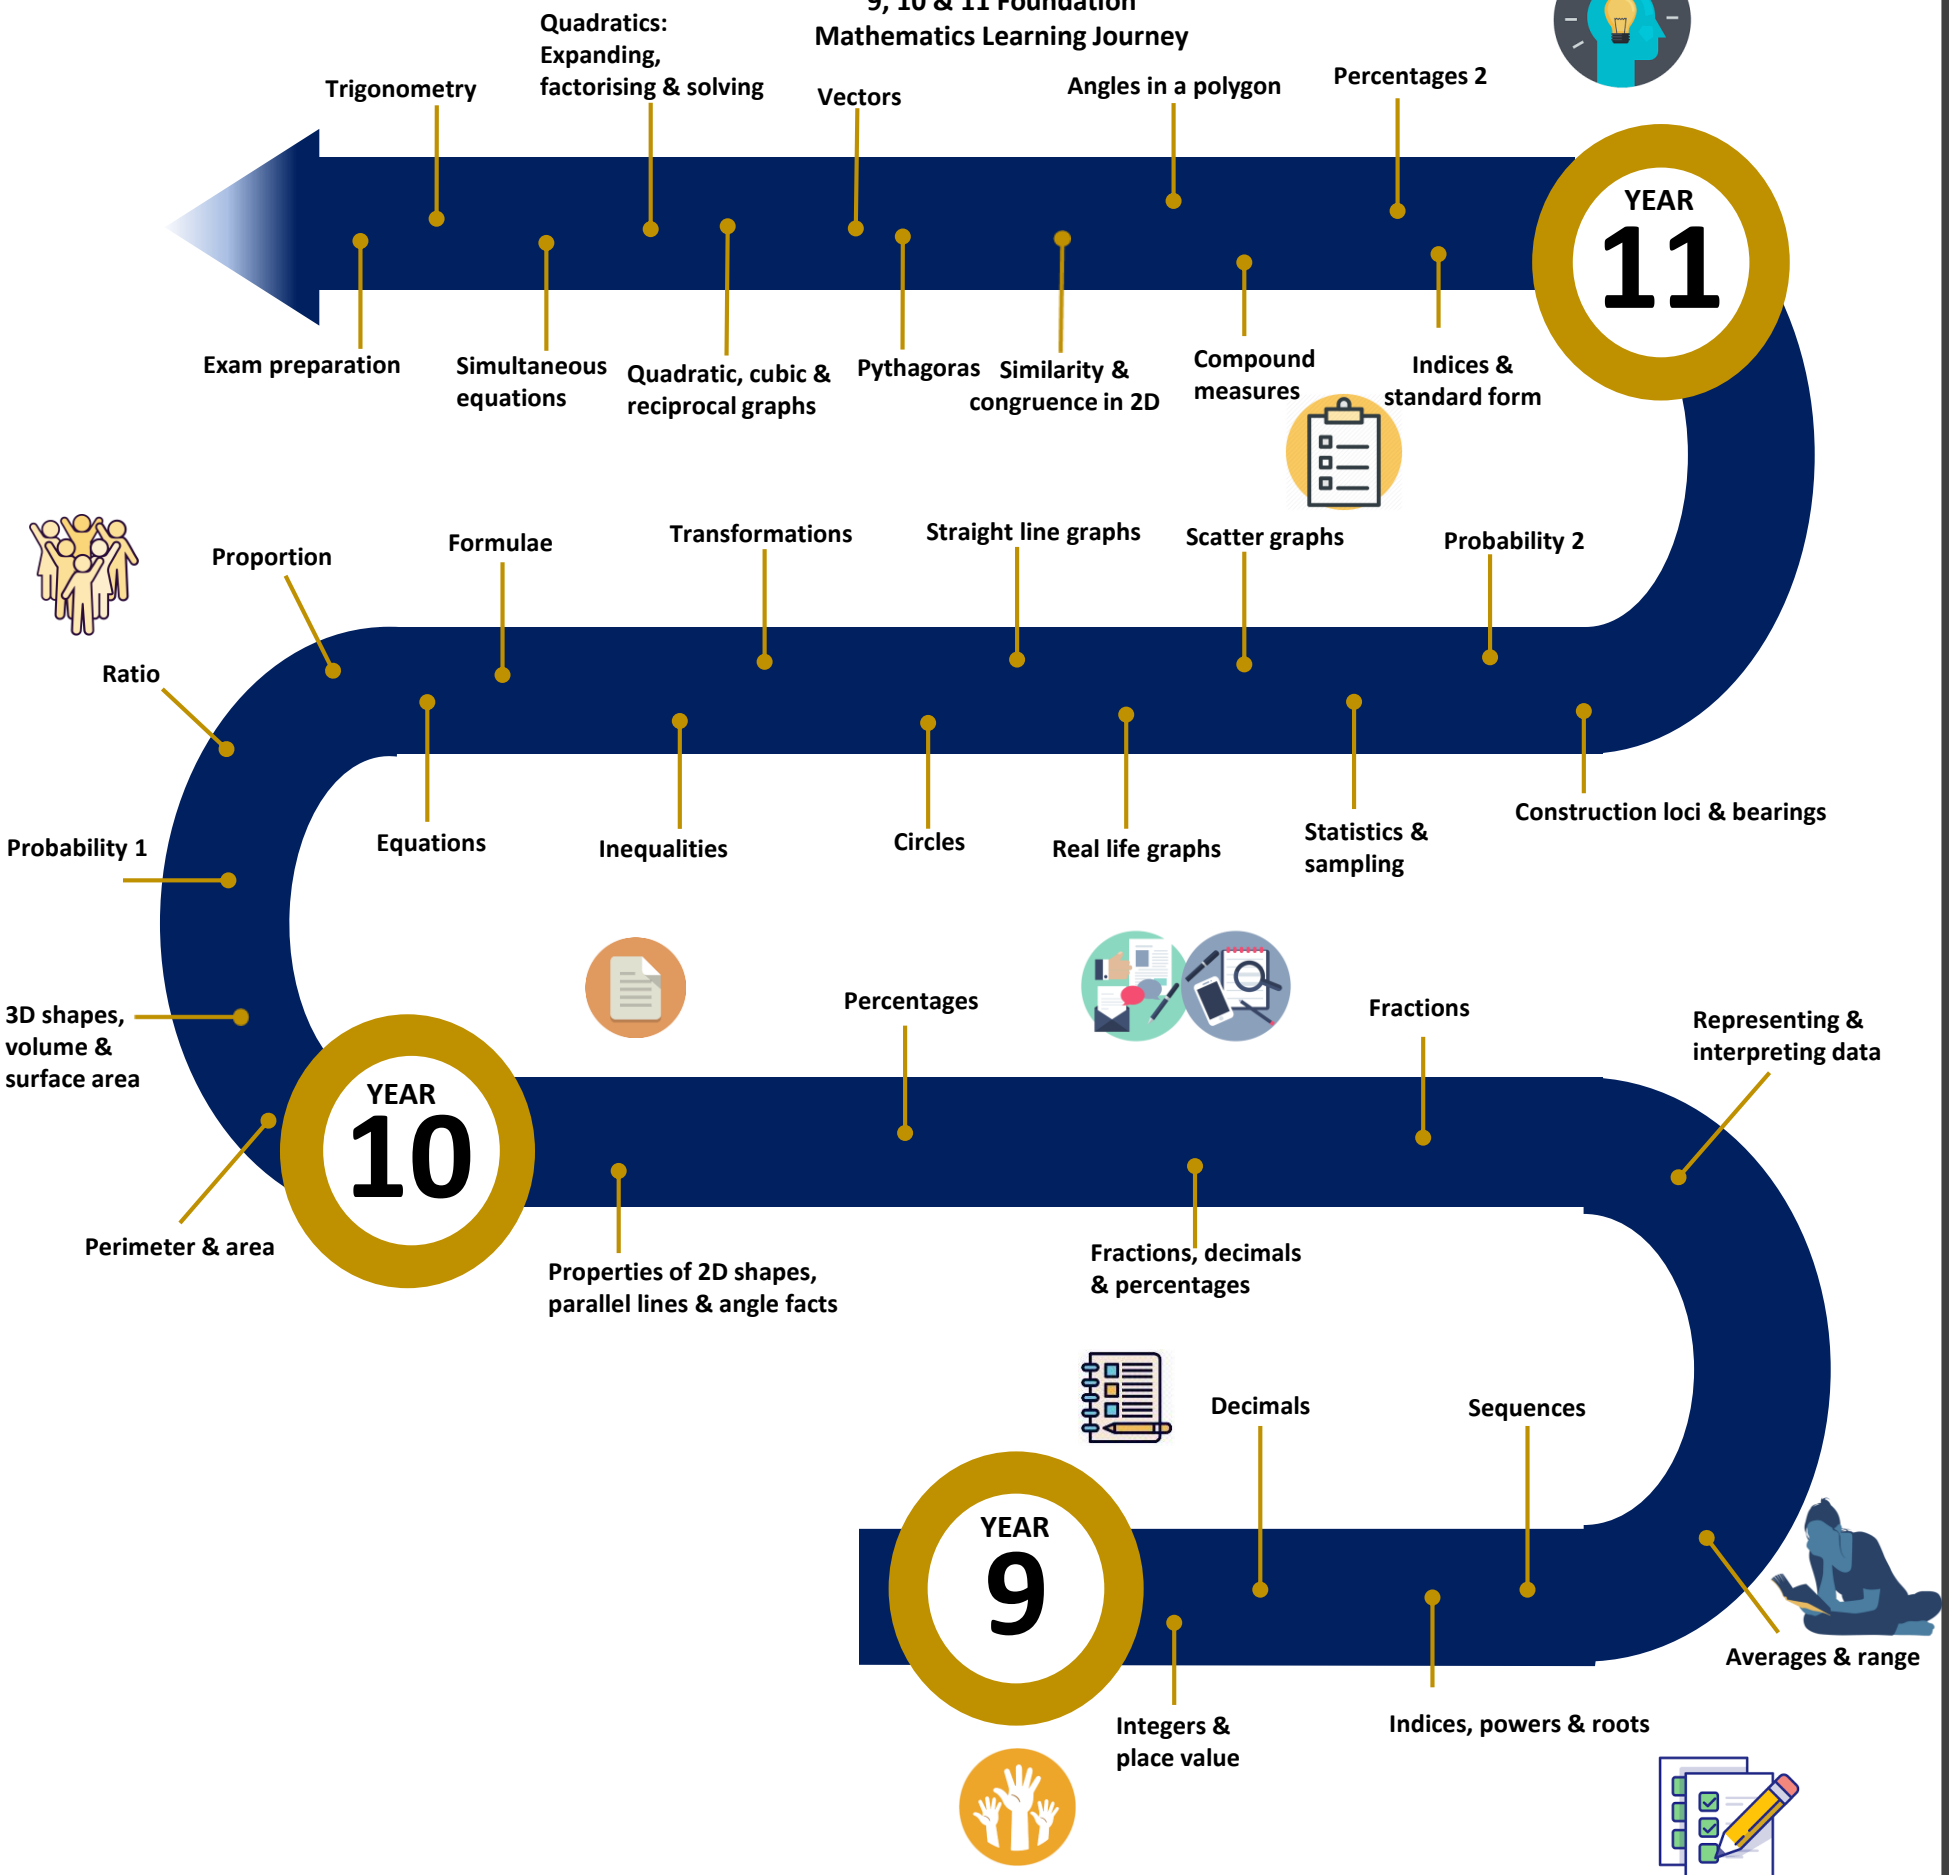 9, 10 & 11 Foundation
Mathematics Learning Journey
Quadratics:
Expanding,
factorising & solving
Trigonometry
Vectors
Angles in a polygon
Percentages 2
YEAR
11
Exam preparation
Simultaneous
equations
Quadratic, cubic &
reciprocal graphs
Pythagoras
Similarity &
congruence in 2D
Compound
measures
Indices &
standard form
Proportion
Formulae
Transformations
Straight line graphs
Scatter graphs
Probability 2
Ratio
Probability 1
Equations
Inequalities
Circles
Real life graphs
Statistics &
sampling
Construction loci & bearings
3D shapes,
volume &
surface area
Percentages
Fractions
Representing &
interpreting data
YEAR
10
Perimeter & area
Properties of 2D shapes,
parallel lines & angle facts
Fractions, decimals
& percentages
Decimals
Sequences
YEAR
9
Averages & range
Integers &
place value
Indices, powers & roots